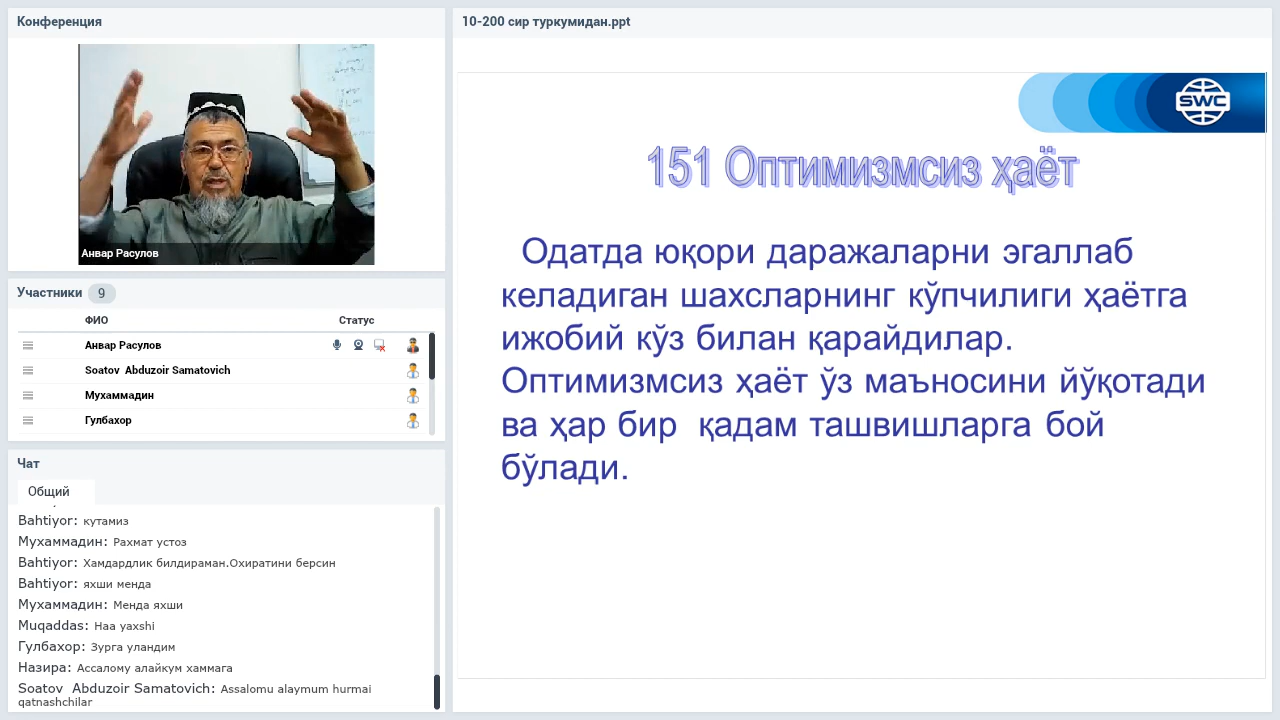 Конференция
Анвар Расулов
Участники 9
ФИО Статус
Анвар Расулов
Soatov Abduzoir Samatovich
Мухаммадин
Гулбахор
Чат
Общий
Bahtiyor: кутамиз
Мухаммадин: Рахмат устоз
Bahtiyor: Хамдардлик билдираман.Охиратини берсин
Bahtiyor: яхши менда
Мухаммадин: Менда яхши
Muqaddas: Haa yaxshi
Гулбахор: Зурга уландим
Назира: Ассалому алайкум хаммага
Soatov Abduzoir Samatovich: Assalomu alaymum hurmai
qatnashchilar
10-200 сир туркумидан.ppt
SWC
151 Оптимизмсиз ҳаёт
Одатда юқори даражаларни эгаллаб
келадиган шахсларнинг кўпчилиги ҳаётга
ижобий кўз билан қарайдилар.
Оптимизмсиз ҳаёт ўз маъносини йўқотади
ва ҳар бир қадам ташвишларга бой
бўлади.